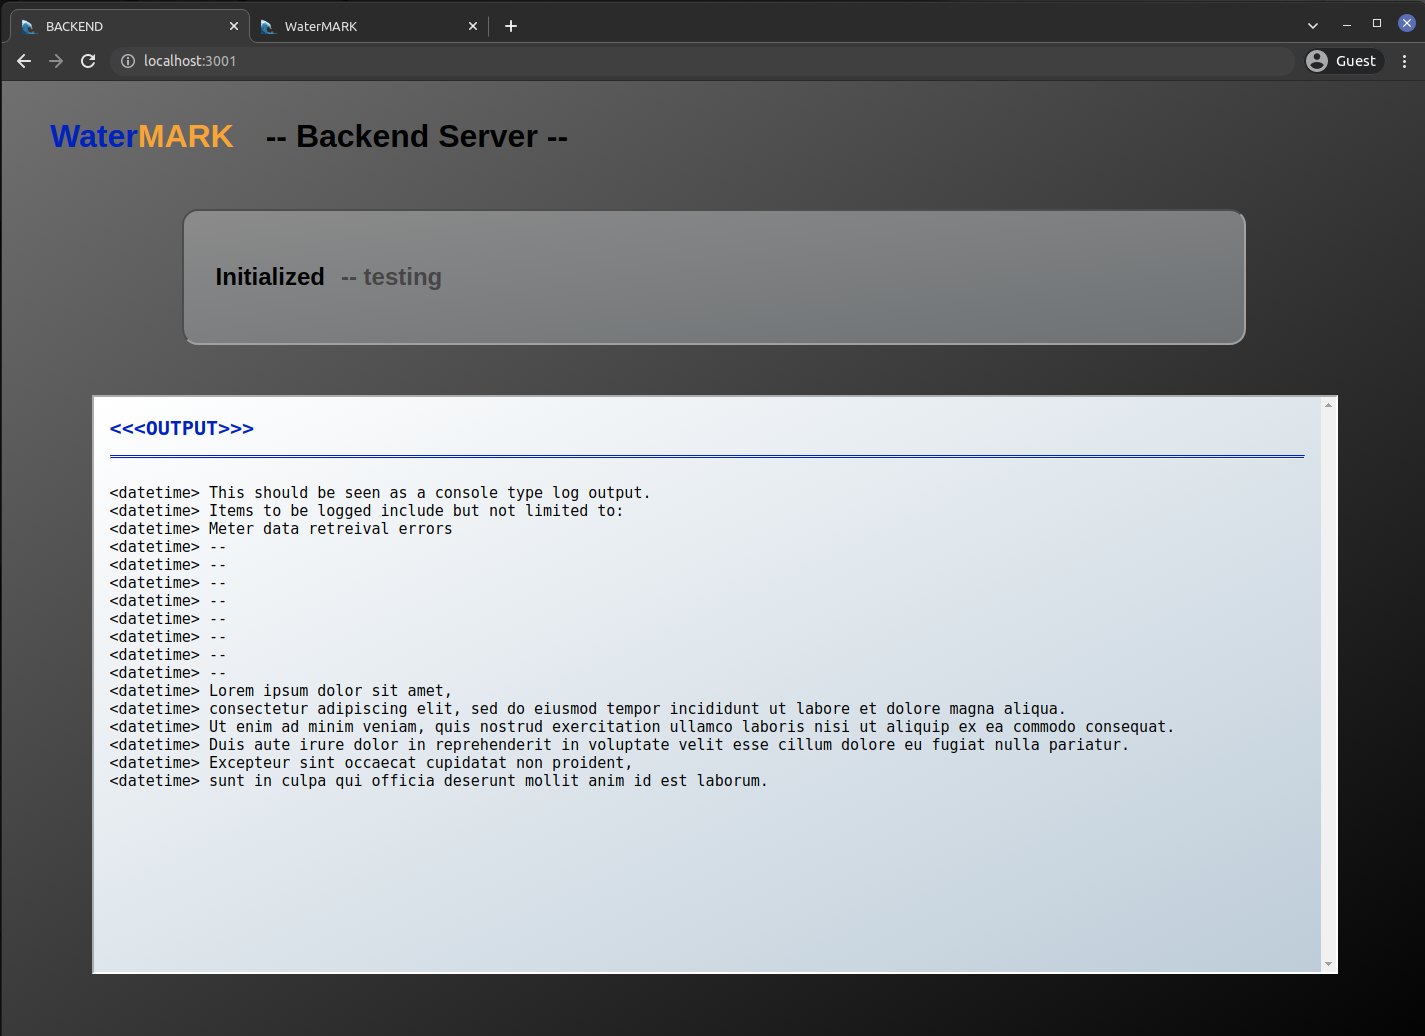 BACKEND
WaterMARK
localhost:3001
Guest
WaterMARK -- Backend Server --
Initialized -- testing
<<<OUTPUT>>>
<datetime> This should be seen as a console type log output.
<datetime> Items to be logged include but not limited to:
<datetime> Meter data retreival errors
<datetime> --
<datetime> --
<datetime> --
<datetime> --
<datetime> --
<datetime> --
<datetime> --
<datetime> --
<datetime> Lorem ipsum dolor sit amet,
<datetime> consectetur adipiscing elit, sed do eiusmod tempor incididunt ut labore et dolore magna aliqua.
<datetime> Ut enim ad minim veniam, quis nostrud exercitation ullamco laboris nisi ut aliquip ex ea commodo consequat.
<datetime> Duis aute irure dolor in reprehenderit in voluptate velit esse cillum dolore eu fugiat nulla pariatur.
<datetime> Excepteur sint occaecat cupidatat non proident,
<datetime> sunt in culpa qui officia deserunt mollit anim id est laborum.